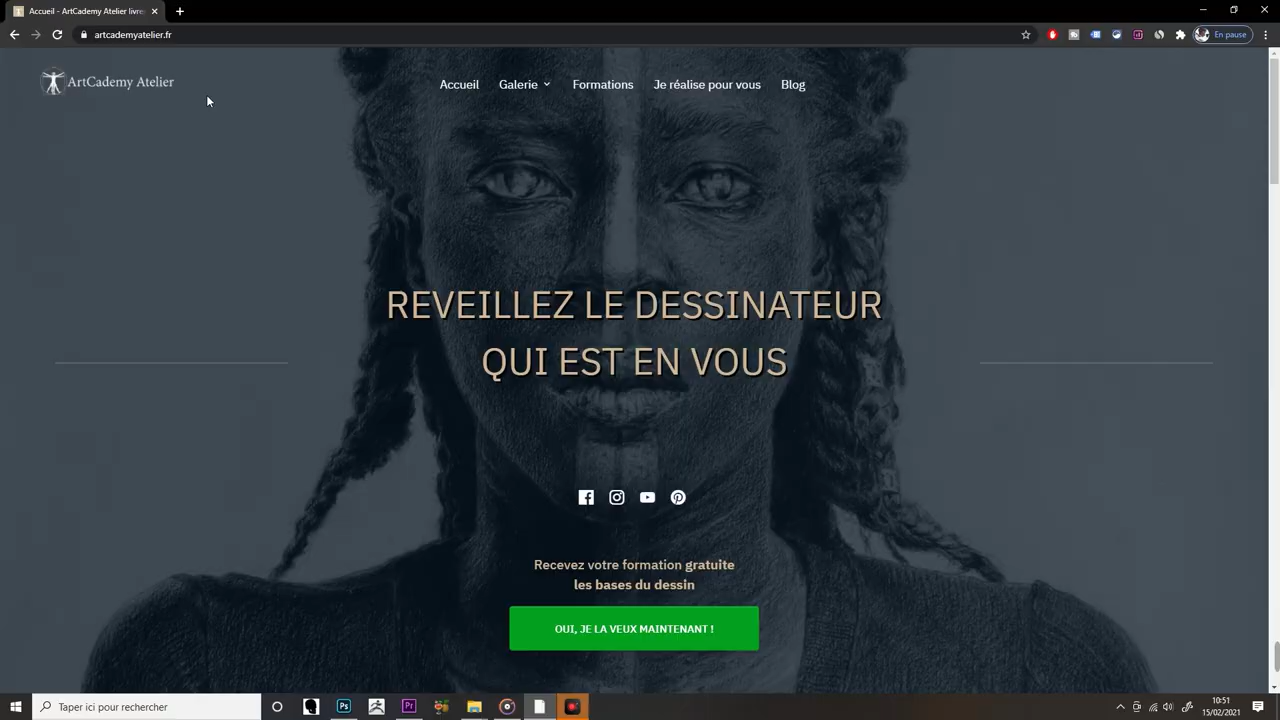 Accueil - ArtCademy Atelier livre
artcademyatelier.fr
En pause
ArtCademy Atelier
Accueil
Galerie
Formations
Je réalise pour vous
Blog
REVEILLEZ LE DESSINATEUR
QUI EST EN VOUS
Recevez votre formation gratuite
les bases du dessin
OUI, JE LA VEUX MAINTENANT !
Taper ici pour rechercher
Ps
Pr
10:51
15/02/2021